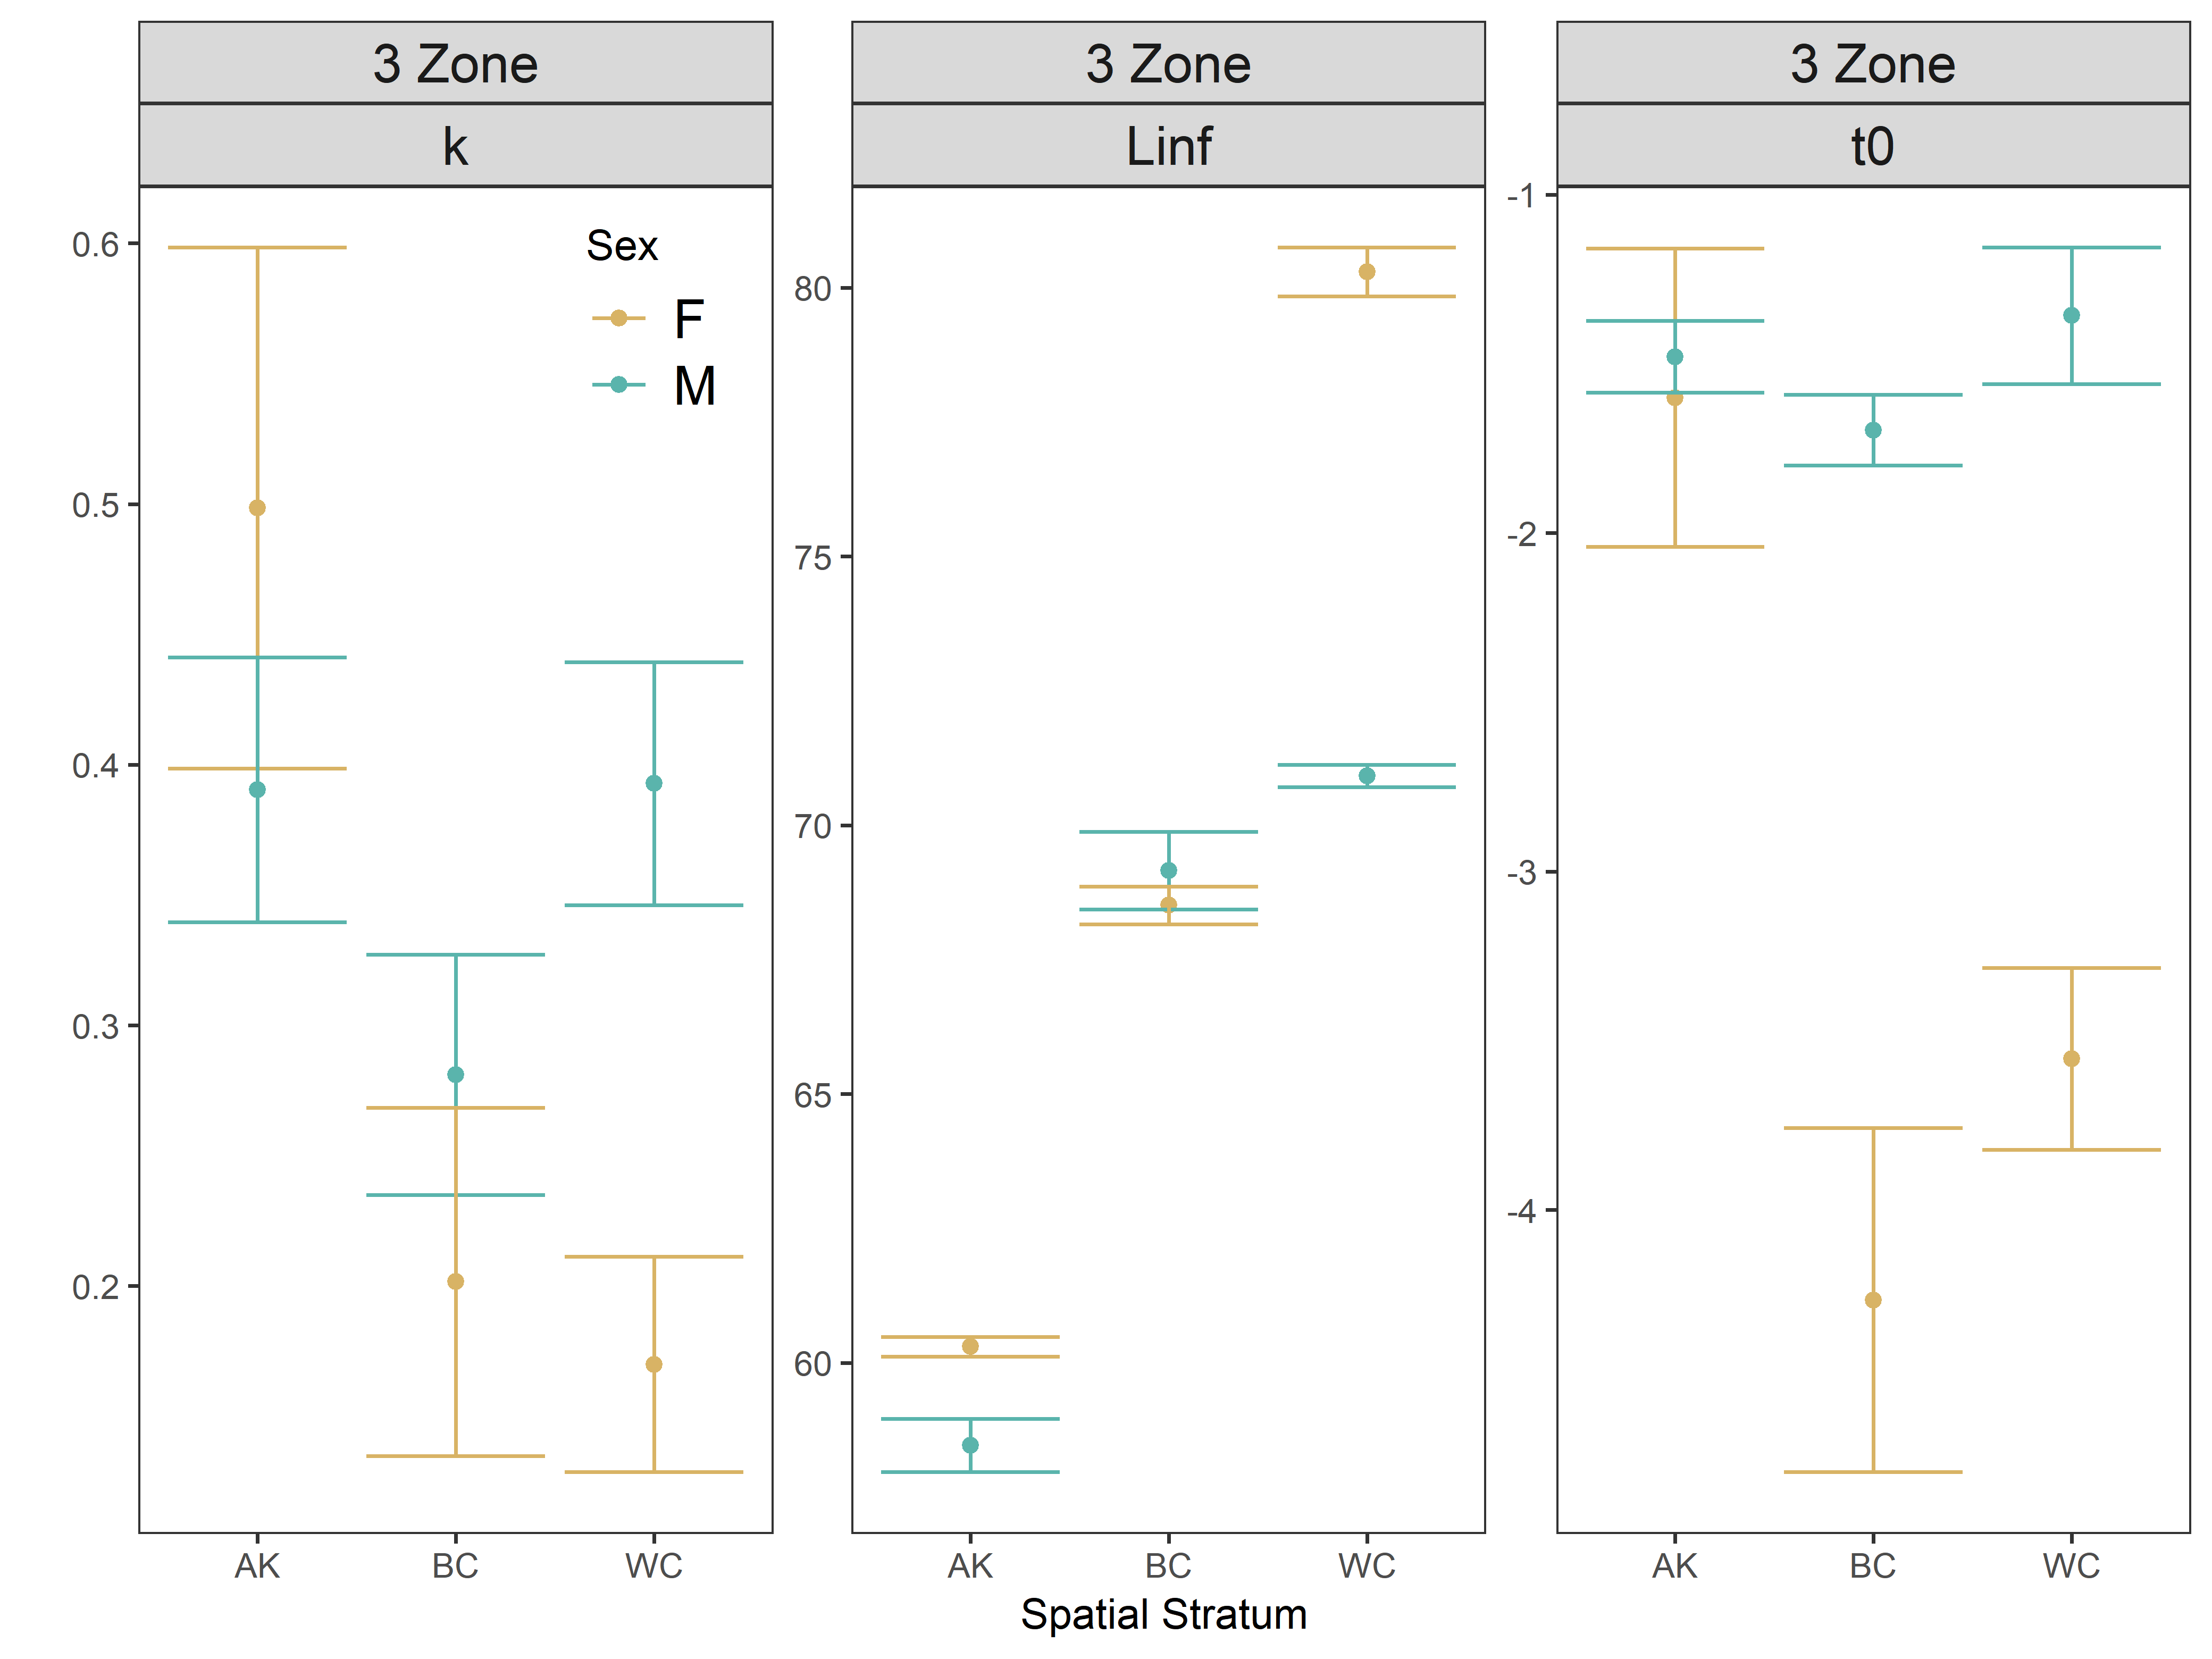 3 Zone 3 Zone 3 Zone
k Linf t0
Sex
F
M
0.6
0.5
0.4
0.3
0.2
80
75
70
65
60
-1
-2
-3
-4
AK BC WC AK BC WC AK BC WC
Spatial Stratum